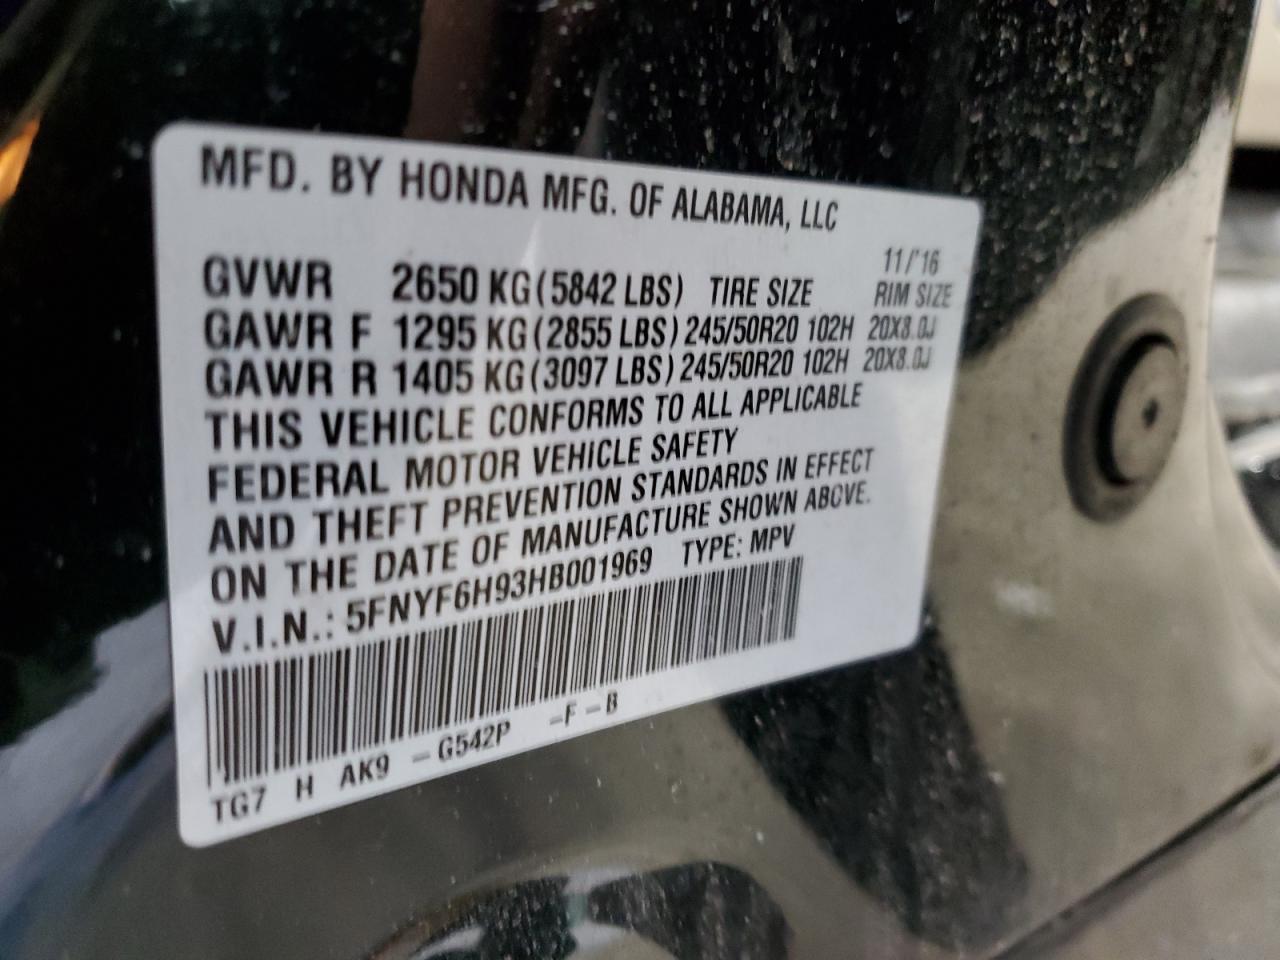 MFD. BY HONDA MFG. OF ALABAMA, LLC
11/'16
GVWR 2650 KG (5842 LBS) TIRE SIZE RIM SIZE
GAWR F 1295 KG (2855 LBS) 245/50R20 102H 20X8.0J
GAWR R 1405 KG (3097 LBS) 245/50R20 102H 20X8.0J
THIS VEHICLE CONFORMS TO ALL APPLICABLE
FEDERAL MOTOR VEHICLE SAFETY
AND THEFT PREVENTION STANDARDS IN EFFECT
ON THE DATE OF MANUFACTURE SHOWN ABOVE.
V.I.N.: 5FNYF6H93HB001969 TYPE: MPV
TG7 H AK9 -G542P -F-B